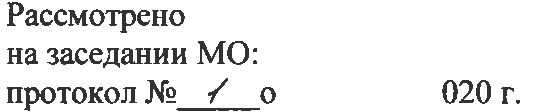 Рассмотрено
на заседании МО:
протокол № 1 о 020 г.